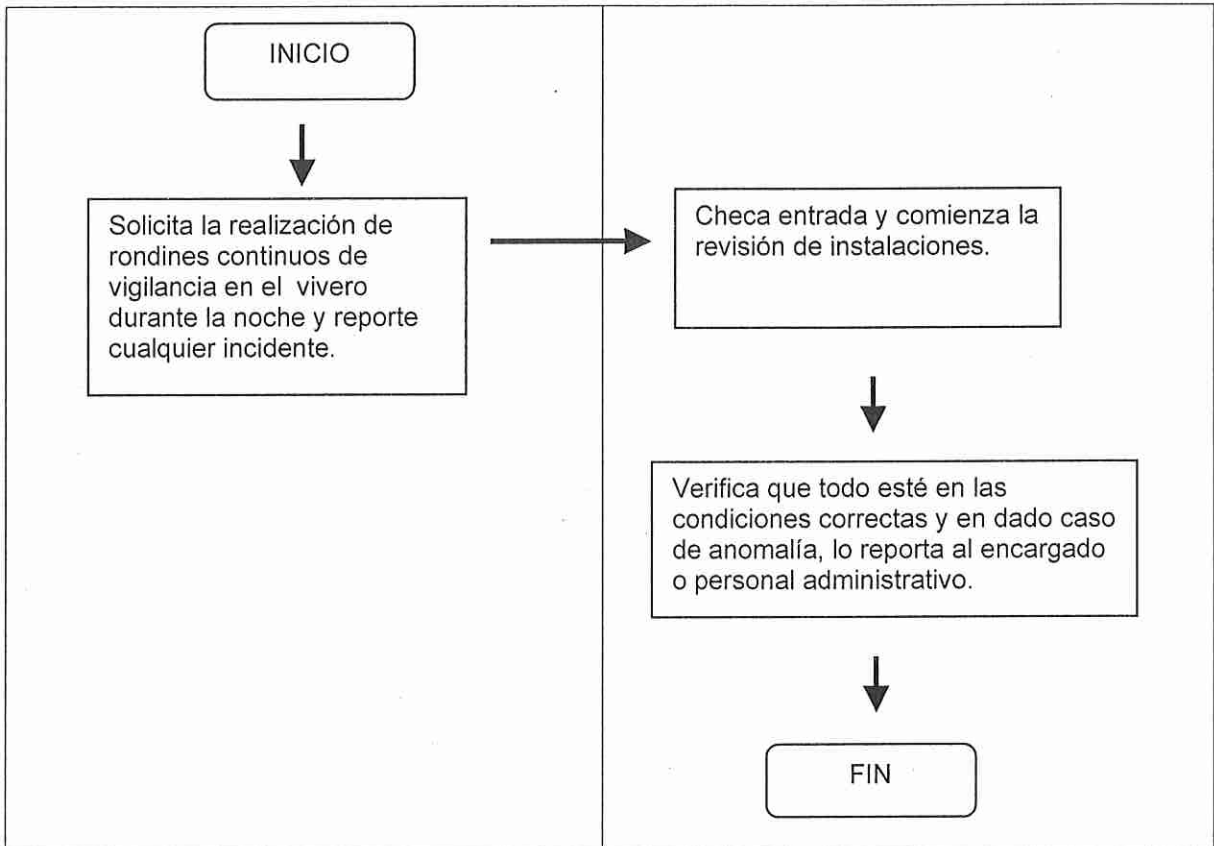 INICIO
Solicita la realización de
rondines continuos de
vigilancia en el vivero
durante la noche y reporte
cualquier incidente.
Checa entrada y comienza la
revisión de instalaciones.
Verifica que todo esté en las
condiciones correctas y en dado caso
de anomalía, lo reporta al encargado
o personal administrativo.
FIN